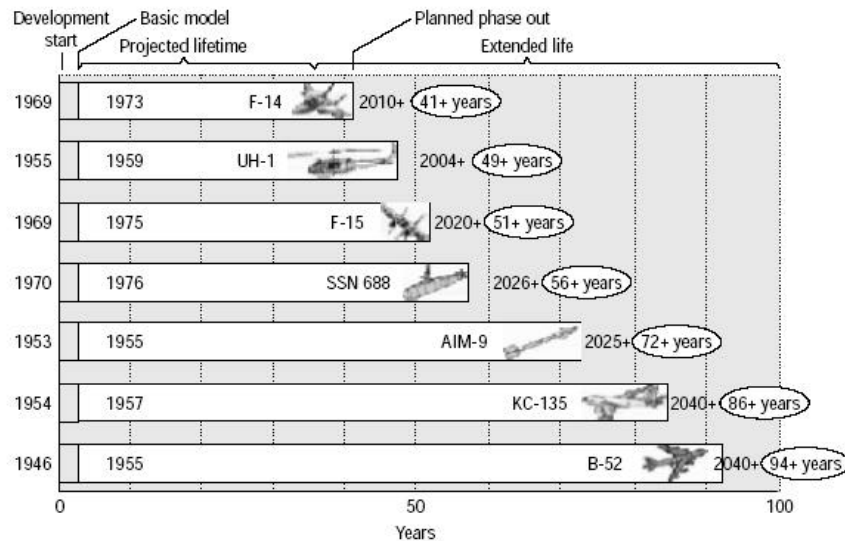 Development start
Basic model
Planned phase out
Projected lifetime
Extended life
1969 1973 F-14 2010+ 41+ years
1955 1959 UH-1 2004+ 49+ years
1969 1975 F-15 2020+ 51+ years
1970 1976 SSN 688 2026+ 56+ years
1953 1955 AIM-9 2025+ 72+ years
1954 1957 KC-135 2040+ 86+ years
1946 1955 B-52 2040+ 94+ years
0 50 100
Years